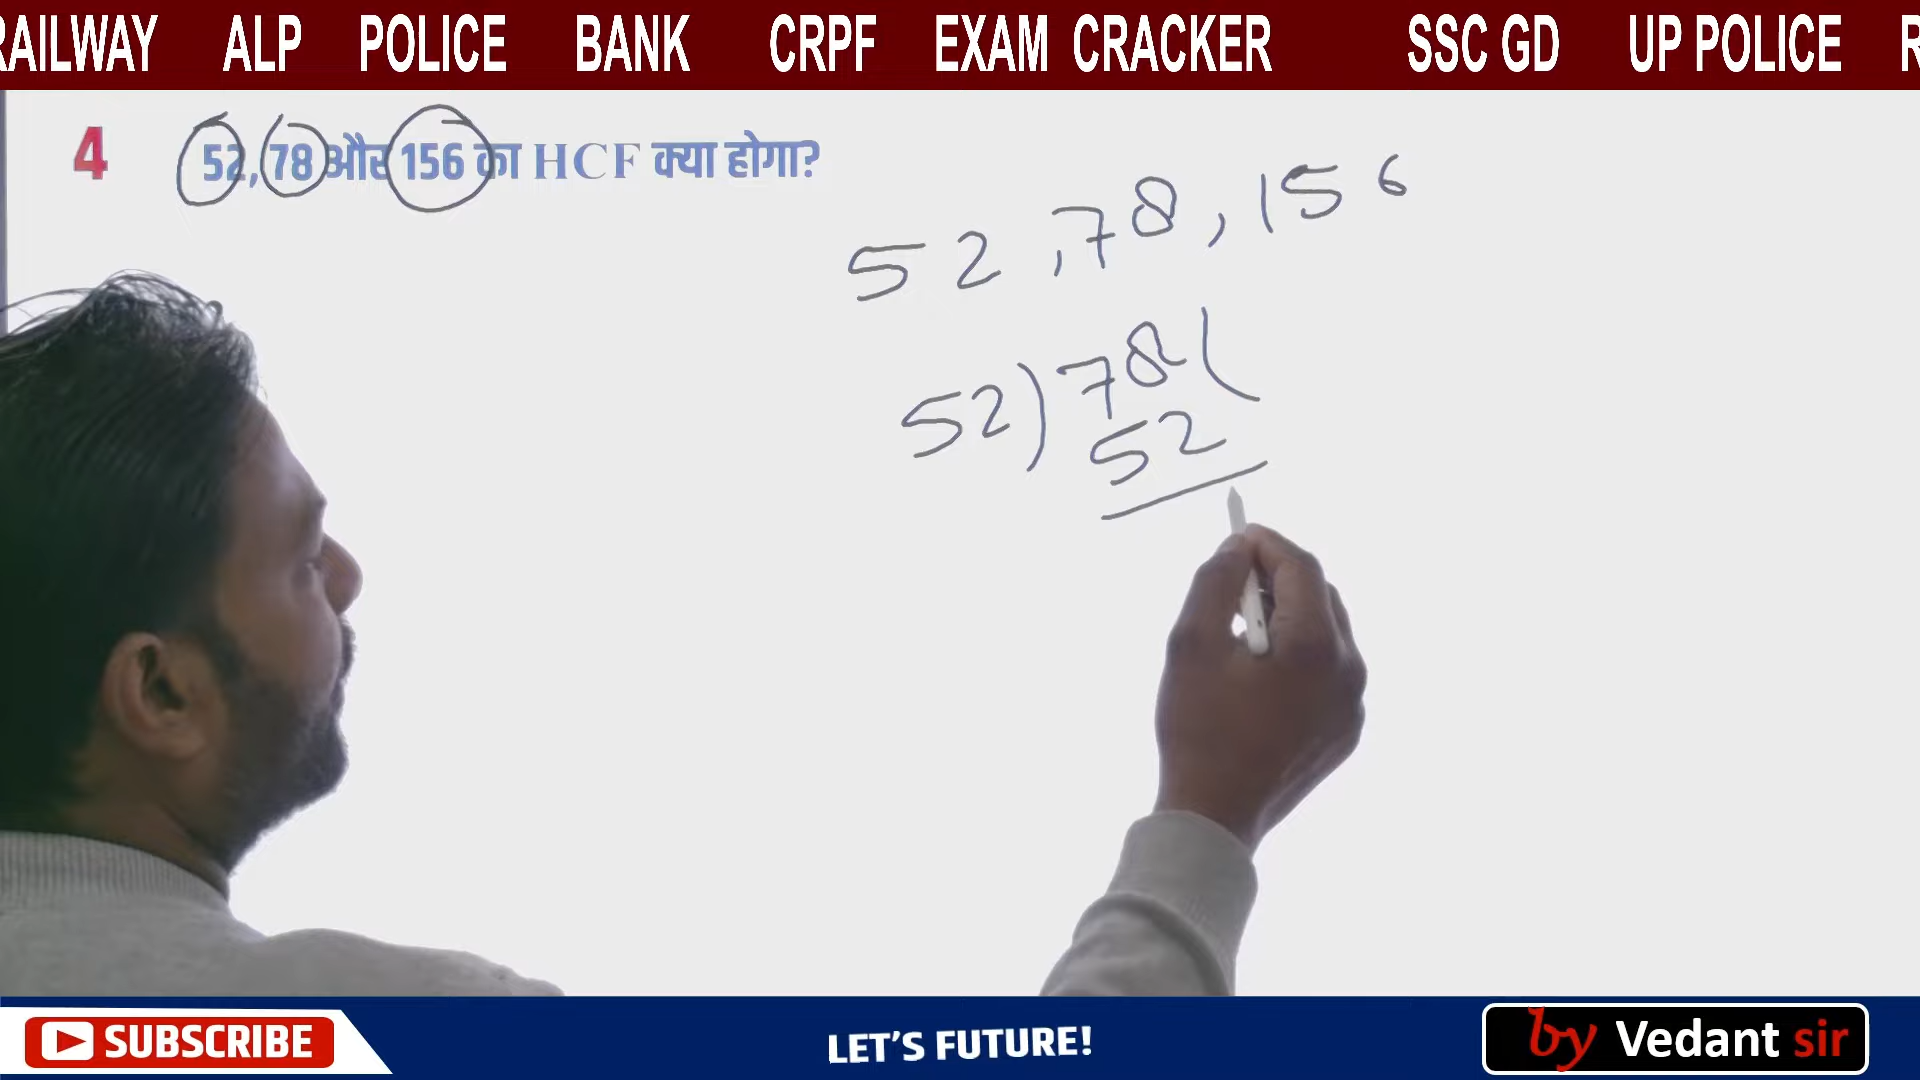 RAILWAY ALP POLICE BANK CRPF EXAM CRACKER SSC GD UP POLICE R
4 52,78 और 156 का HCF क्या होगा?
52 ,78 , 156
52)78(
52
SUBSCRIBE
LET'S FUTURE!
by Vedant sir